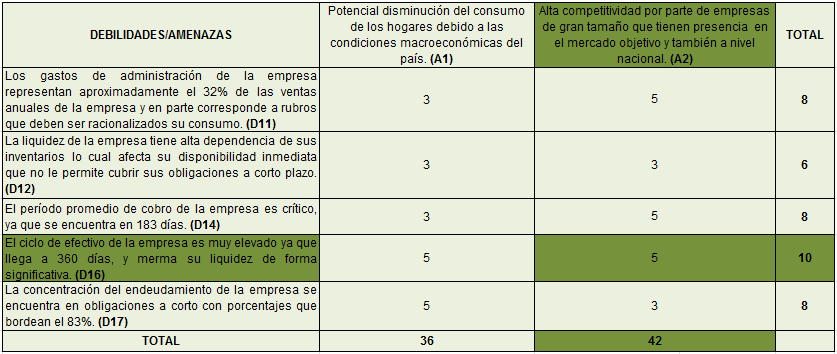 DEBILIDADES/AMENAZAS
Potencial disminución del consumo
de los hogares debido a las
condiciones macroeconómicas del
país. (A1)
Alta competitividad por parte de empresas
de gran tamaño que tienen presencia en
el mercado objetivo y también a nivel
nacional. (A2)
TOTAL
Los gastos de administración de la empresa
representan aproximadamente el 32% de las ventas
anuales de la empresa y en parte corresponde a rubros
que deben ser racionalizados su consumo. (D11)
3
5
8
La liquidez de la empresa tiene alta dependencia de sus
inventarios lo cual afecta su disponibilidad inmediata
que no le permite cubrir sus obligaciones a corto plazo.
(D12)
3
3
6
El período promedio de cobro de la empresa es crítico,
ya que se encuentra en 183 días. (D14)
3
5
8
El ciclo de efectivo de la empresa es muy elevado ya que
llega a 360 días, y merma su liquidez de forma
significativa. (D16)
5
5
10
La concentración del endeudamiento de la empresa se
encuentra en obligaciones a corto con porcentajes que
bordean el 83%. (D17)
5
3
8
TOTAL
36
42